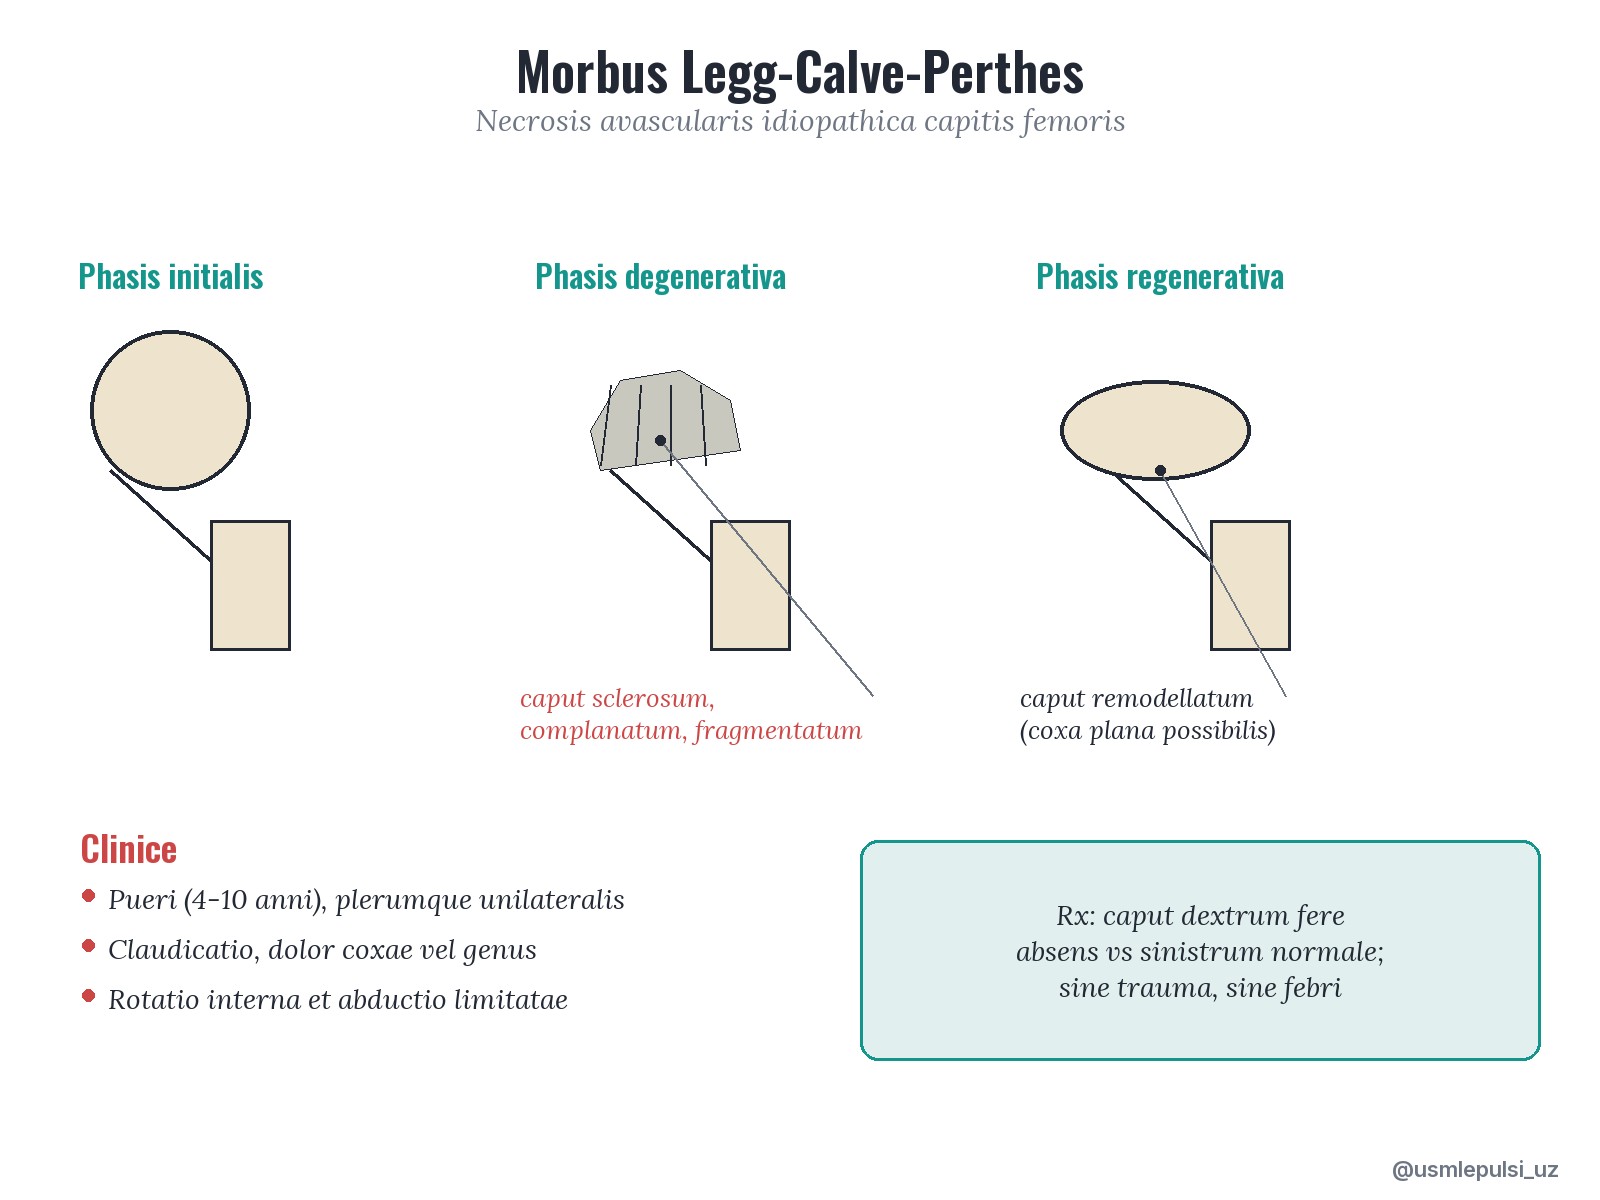 Morbus Legg-Calve-Perthes
Necrosis avascularis idiopathica capitis femoris
Phasis initialis
Phasis degenerativa
Phasis regenerativa
caput sclerosum,
complanatum, fragmentatum
caput remodellatum
(coxa plana possibilis)
Clinice
Pueri (4-10 anni), plerumque unilateralis
Claudicatio, dolor coxae vel genus
Rotatio interna et abductio limitatae
Rx: caput dextrum fere
absens vs sinistrum normale;
sine trauma, sine febri
@usmlepulsi_uz